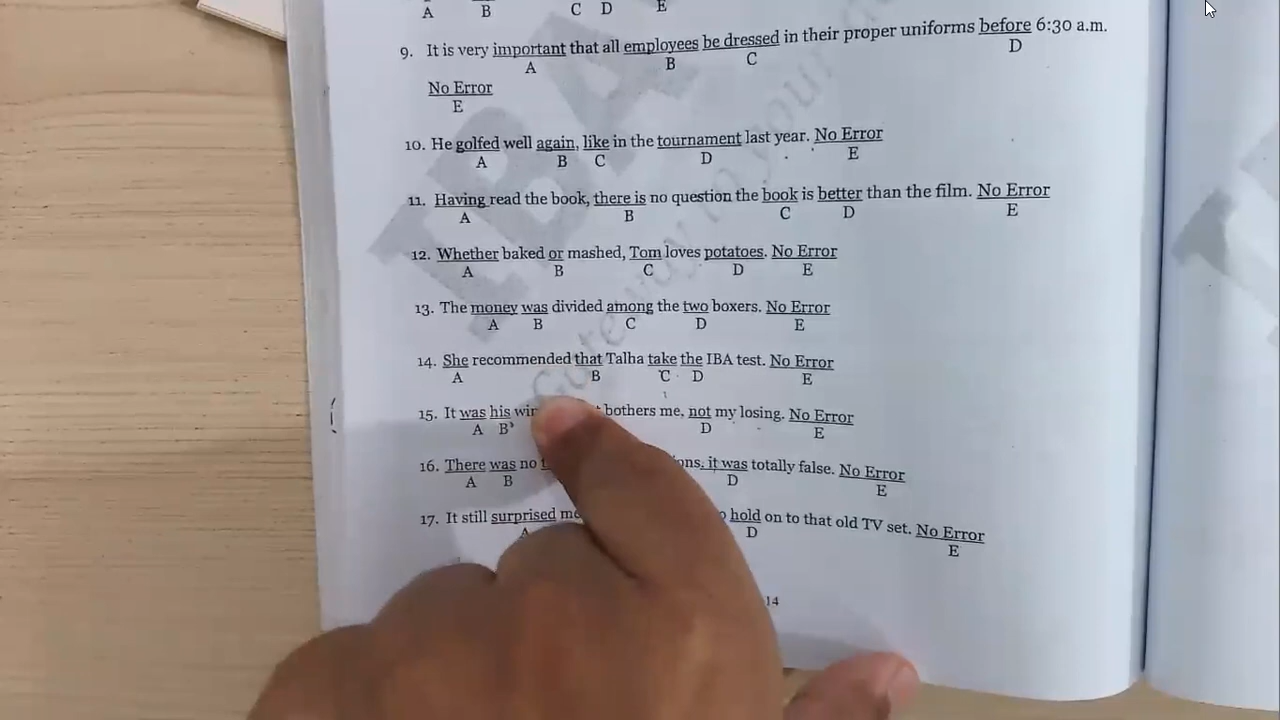 A B C D E
9. It is very important that all employees be dressed in their proper uniforms before 6:30 a.m.
A B C D
No Error
E
10. He golfed well again, like in the tournament last year. No Error
A B C D E
11. Having read the book, there is no question the book is better than the film. No Error
A B C D E
12. Whether baked or mashed, Tom loves potatoes. No Error
A B C D E
13. The money was divided among the two boxers. No Error
A B C D E
14. She recommended that Talha take the IBA test. No Error
A B C D E
15. It was his bothers me, not my losing. No Error
A B D E
16. There was no it was totally false. No Error
A B D E
17. It still surprised hold on to that old TV set. No Error
A D E
14
IBA